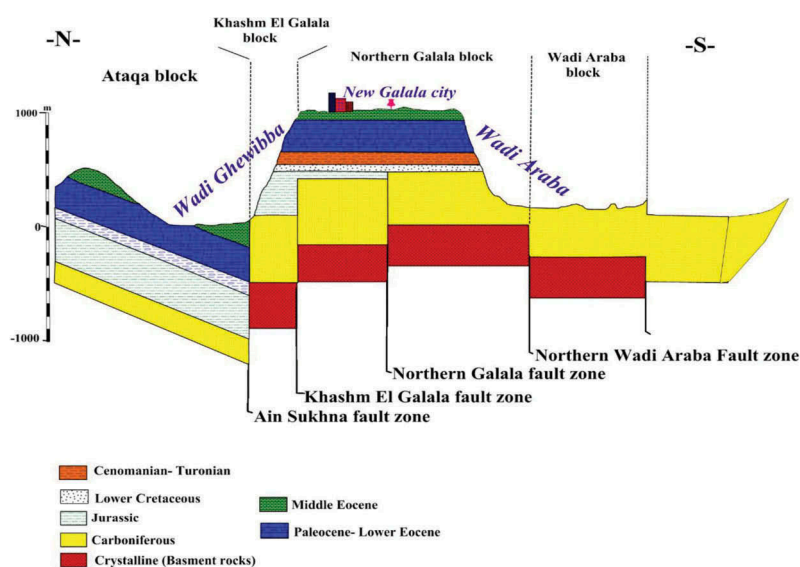 -N-
Khashm El Galala
block
Northern Galala block
-S-
Wadi Araba
block
Ataqa block
New Galala city
m
1000
Wadi Ghewibba
Wadi Araba
0
-1000
Northern Wadi Araba Fault zone
Northern Galala fault zone
Khashm El Galala fault zone
Ain Sukhna fault zone
Cenomanian- Turonian
Lower Cretaceous
Jurassic
Carboniferous
Crystalline (Basment rocks)
Middle Eocene
Paleocene- Lower Eocene